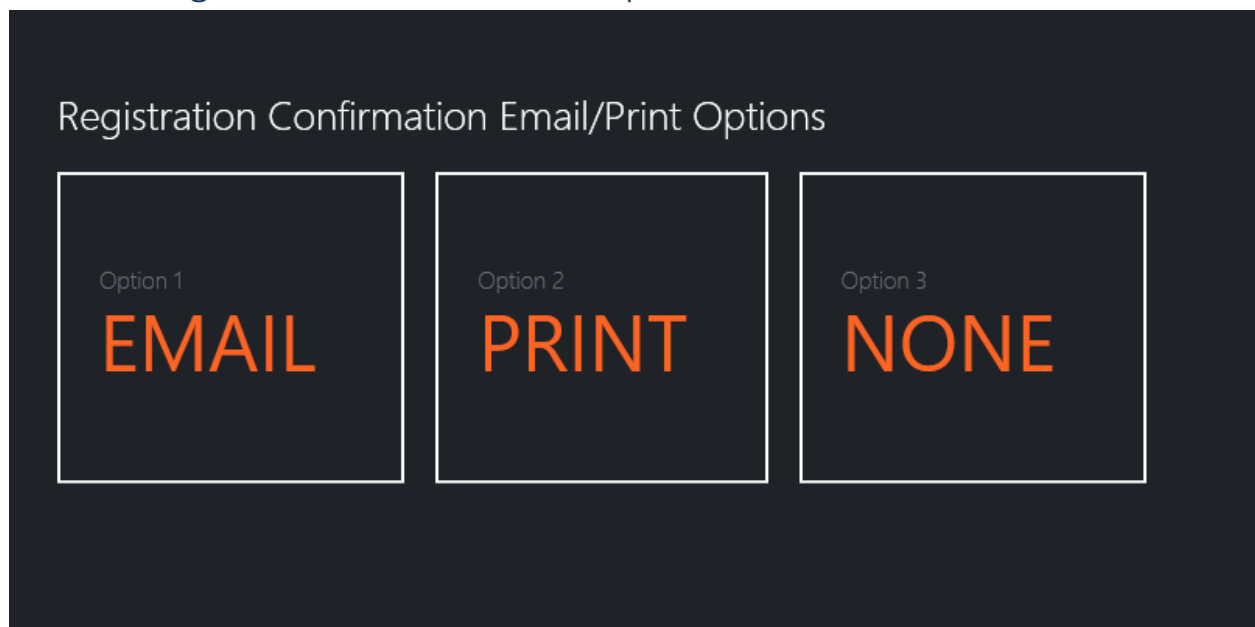 Registration Confirmation Email/Print Options
Option 1
EMAIL
Option 2
PRINT
Option 3
NONE